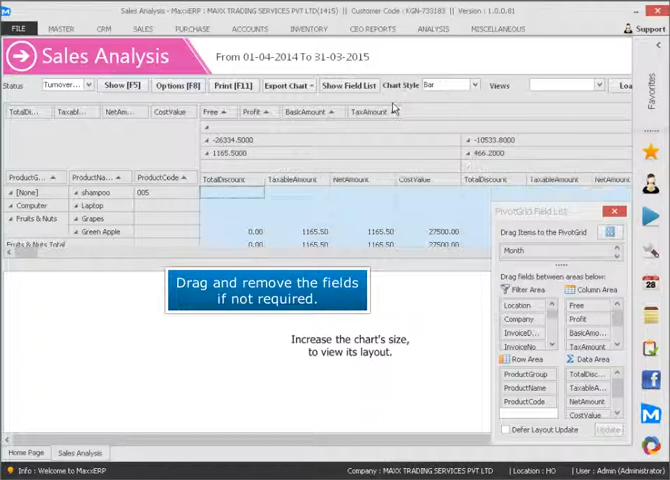 Sales Analysis - MaxxERP - MAXX TRADING SERVICES PVT LTD(1415) | Customer Code : KGN-733183 | Version : 1.0.0.81
FILE MASTER CRM SALES PURCHASE ACCOUNTS INVENTORY CEO REPORTS ANALYSIS MISCELLANEOUS Support
Sales Analysis From 01-04-2014 To 31-03-2015
Status Turnover... Show [F5] Options [F8] Print [F11] Export Chart Show Field List Chart Style Bar Loa
Favorites
TotalDi... Taxabl... NetAm... CostValue Free Profit BasicAmount TaxAmount
-26334.5000 -10533.8000
1165.5000 466.2000
ProductG... ProductNa... ProductCode TotalDiscount TaxableAmount NetAmount CostValue TotalDiscount TaxableAmount NetAmoun
[None] shampoo 005
Computer Laptop
Fruits & Nuts Grapes
Green Apple 0.00 1165.50 1165.50 27500.00
Fruits & Nuts Total
0.00 1165.50 1165.50 27500.00
PivotGrid Field List
Drag Items to the PivotGrid
Month
Drag fields between areas below:
Filter Area Column Area
Location Free
Company Profit
InvoiceD... BasicAmo...
InvoiceNo TaxAmount
Row Area Data Area
ProductGroup TotalDisc...
ProductName TaxableA...
ProductCode NetAmount
CostValue
Defer Layout Update Update
Drag and remove the fields
if not required.
Increase the chart's size,
to view its layout.
28
Home Page Sales Analysis
Info : Welcome to MaxxERP Company : MAXX TRADING SERVICES PVT LTD | Location : HO | User : Admin (Administrator)